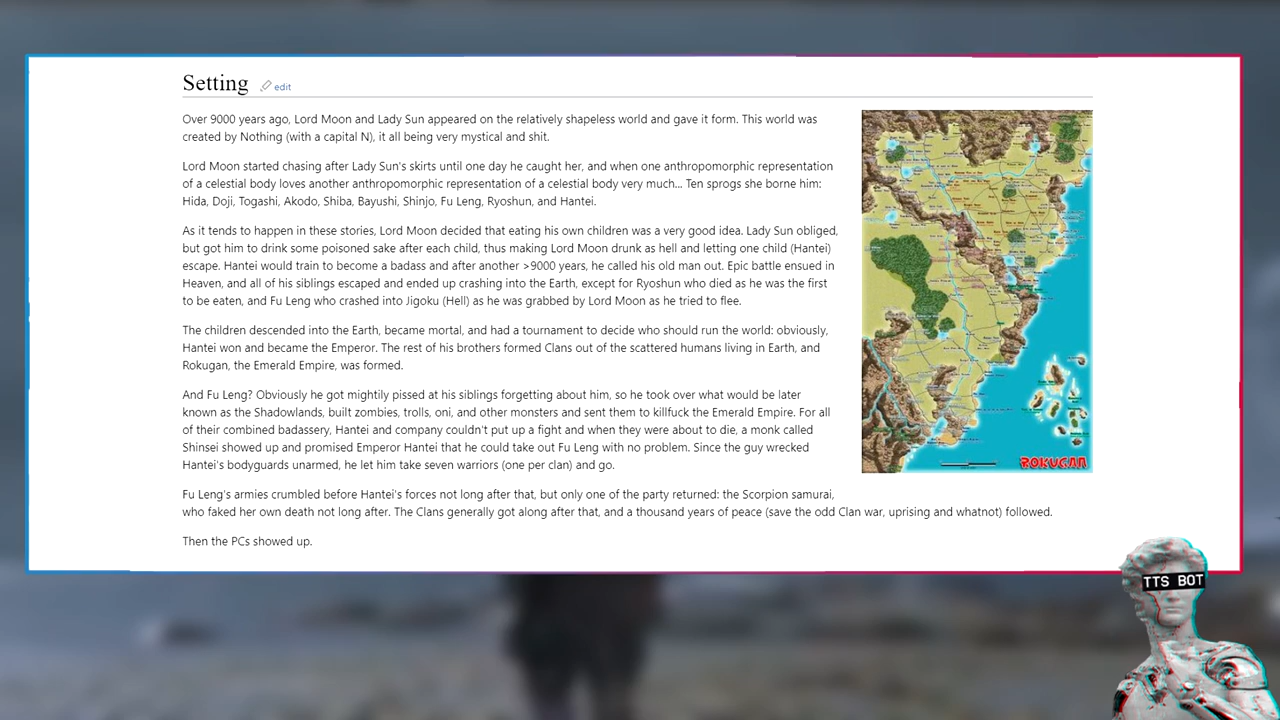 Setting edit
Over 9000 years ago, Lord Moon and Lady Sun appeared on the relatively shapeless world and gave it form. This world was
created by Nothing (with a capital N), it all being very mystical and shit.
Lord Moon started chasing after Lady Sun's skirts until one day he caught her, and when one anthropomorphic representation
of a celestial body loves another anthropomorphic representation of a celestial body very much... Ten sprogs she borne him:
Hida, Doji, Togashi, Akodo, Shiba, Bayushi, Shinjo, Fu Leng, Ryoshun, and Hantei.
As it tends to happen in these stories, Lord Moon decided that eating his own children was a very good idea. Lady Sun obliged,
but got him to drink some poisoned sake after each child, thus making Lord Moon drunk as hell and letting one child (Hantei)
escape. Hantei would train to become a badass and after another >9000 years, he called his old man out. Epic battle ensued in
Heaven, and all of his siblings escaped and ended up crashing into the Earth, except for Ryoshun who died as he was the first
to be eaten, and Fu Leng who crashed into Jigoku (Hell) as he was grabbed by Lord Moon as he tried to flee.
The children descended into the Earth, became mortal, and had a tournament to decide who should run the world: obviously,
Hantei won and became the Emperor. The rest of his brothers formed Clans out of the scattered humans living in Earth, and
Rokugan, the Emerald Empire, was formed.
And Fu Leng? Obviously he got mightily pissed at his siblings forgetting about him, so he took over what would be later
known as the Shadowlands, built zombies, trolls, oni, and other monsters and sent them to killfuck the Emerald Empire. For all
of their combined badassery, Hantei and company couldn't put up a fight and when they were about to die, a monk called
Shinsei showed up and promised Emperor Hantei that he could take out Fu Leng with no problem. Since the guy wrecked
Hantei's bodyguards unarmed, he let him take seven warriors (one per clan) and go.
Fu Leng's armies crumbled before Hantei's forces not long after that, but only one of the party returned: the Scorpion samurai,
who faked her own death not long after. The Clans generally got along after that, and a thousand years of peace (save the odd Clan war, uprising and whatnot) followed.
Then the PCs showed up.
ROKUGAN
TTS BOT